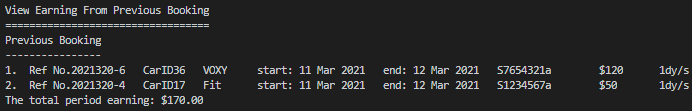 View Earning From Previous Booking
==================================
Previous Booking
----------------
1. Ref No.2021320-6 CarID36 VOXY start: 11 Mar 2021 end: 12 Mar 2021 S7654321a $120 1dy/s
2. Ref No.2021320-4 CarID17 Fit start: 11 Mar 2021 end: 12 Mar 2021 S1234567a $50 1dy/s
The total period earning: $170.00